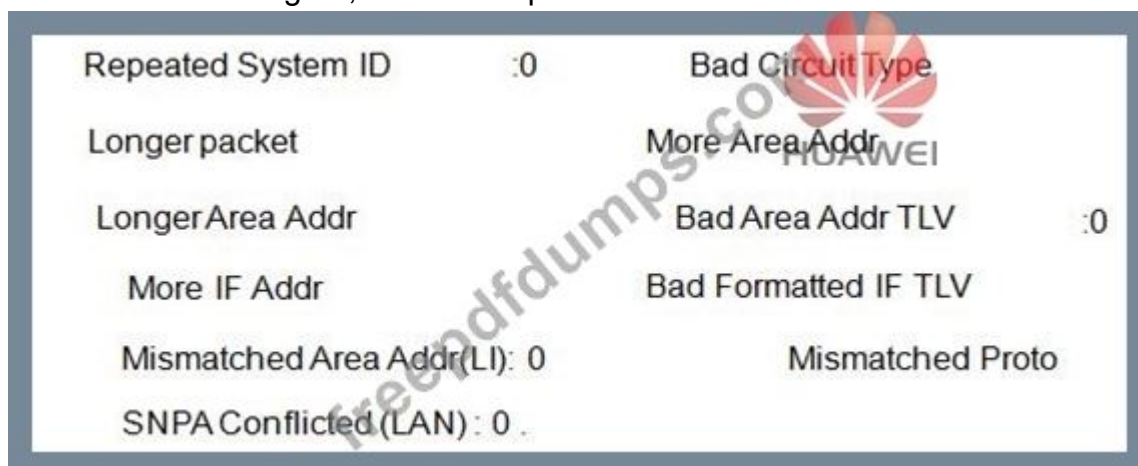 Repeated System ID :0 Bad Circuit Type
Longer packet More Area Addr
HUAWEI
Longer Area Addr Bad Area Addr TLV :0
More IF Addr Bad Formatted IF TLV
Mismatched Area Addr(LI): 0 Mismatched Proto
SNPA Conflicted (LAN) : 0 .
freepdfdumps.com